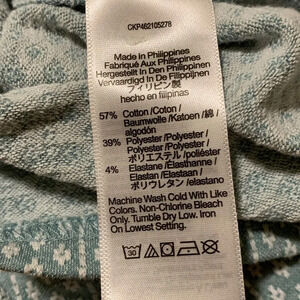 CKP462105278
Made in Philippines
Fabriqué Aux Philippines
Hergestellt In Den Philippinen
Vervaardigd In De Filippijnen
フィリピン製
hecho en filipinas
57% Cotton /Coton /
Baumwolle /Katoen /綿 /
algodón
39% Polyester /Polyester /
Polyester /Polyester /
ポリエステル /poliéster
4% Elastane /Élasthanne /
Elastan /Elastaan /
ポリウレタン /elastano
Machine Wash Cold With Like
Colors. Non-Chlorine Bleach
Only. Tumble Dry Low. Iron
On Lowest Setting.
30